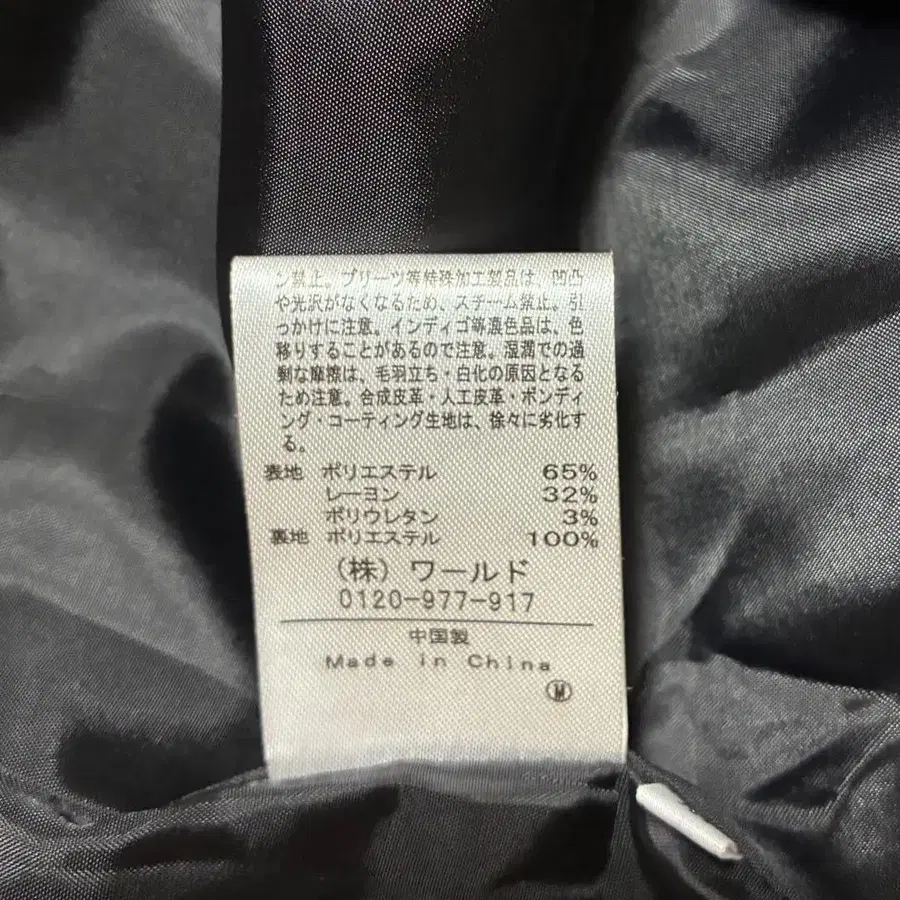 ン禁止。プリーツ等特殊加工製品は、凹凸
や光沢がなくなるため、スチーム禁止。引
っかけに注意。インディゴ等濃色品は、色
移りすることがあるので注意。湿潤での過
剰な摩擦は、毛羽立ち・白化の原因となる
ため注意。合成皮革・人工皮革・ボンディ
ング・コーティング生地は、徐々に劣化す
る。
表地 ポリエステル 65%
レーヨン 32%
ポリウレタン 3%
裏地 ポリエステル 100%
(株) ワールド
0120-977-917
中国製
Made in China
Ⓜ